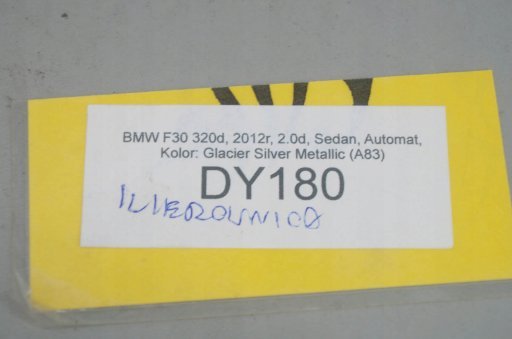 BMW F30 320d, 2012r, 2.0d, Sedan, Automat,
Kolor: Glacier Silver Metallic (A83)
DY180
KIEROWNICA